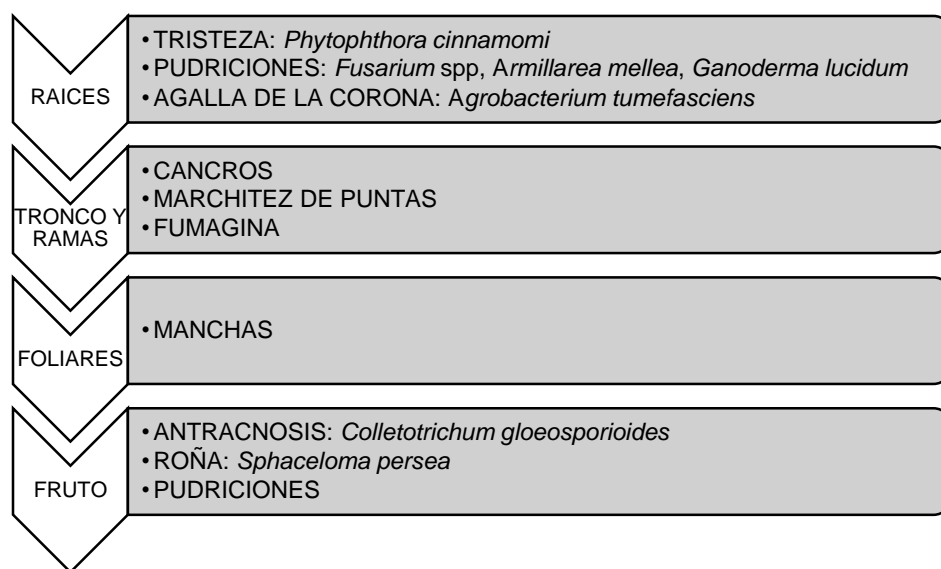 RAICES
•TRISTEZA: Phytophthora cinnamomi
•PUDRICIONES: Fusarium spp, Armillarea mellea, Ganoderma lucidum
•AGALLA DE LA CORONA: Agrobacterium tumefasciens
TRONCO Y
RAMAS
•CANCROS
•MARCHITEZ DE PUNTAS
•FUMAGINA
FOLIARES
•MANCHAS
FRUTO
•ANTRACNOSIS: Colletotrichum gloeosporioides
•ROÑA: Sphaceloma persea
•PUDRICIONES